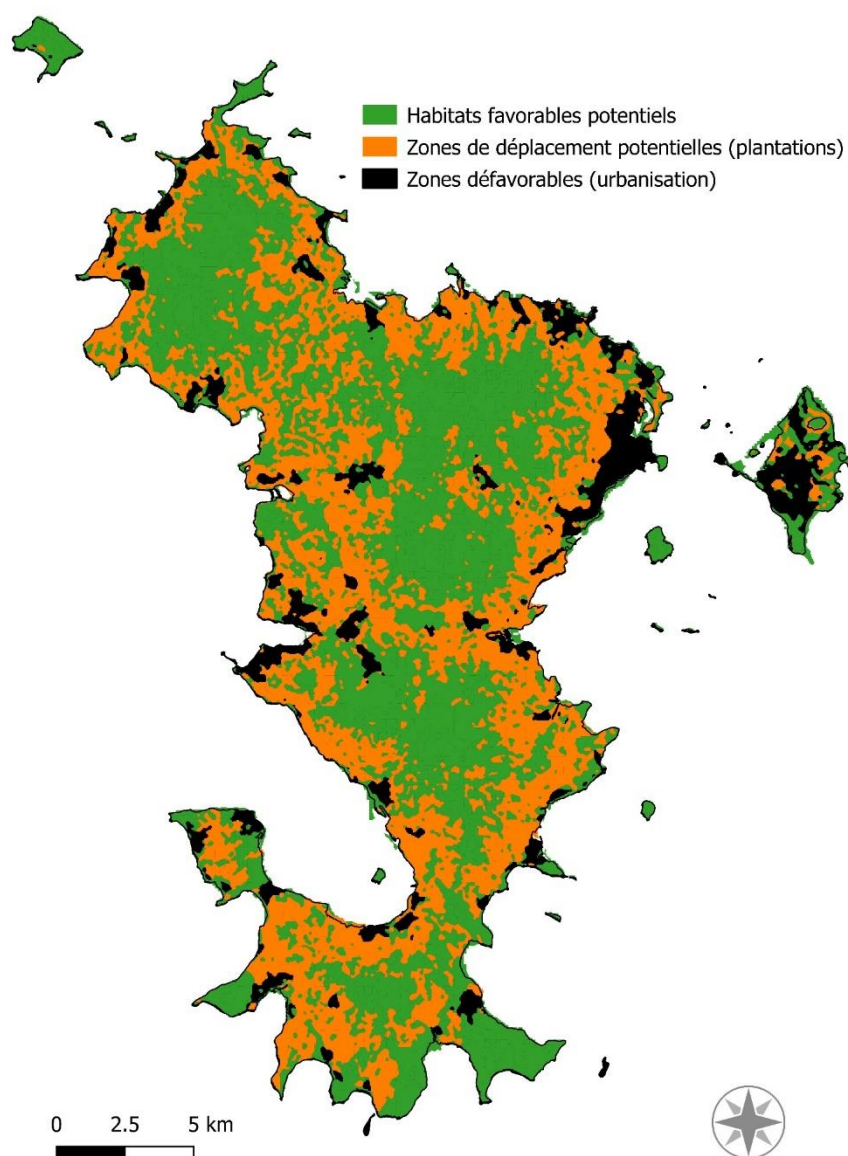 Habitats favorables potentiels
Zones de déplacement potentielles (plantations)
Zones défavorables (urbanisation)
0 2.5 5 km